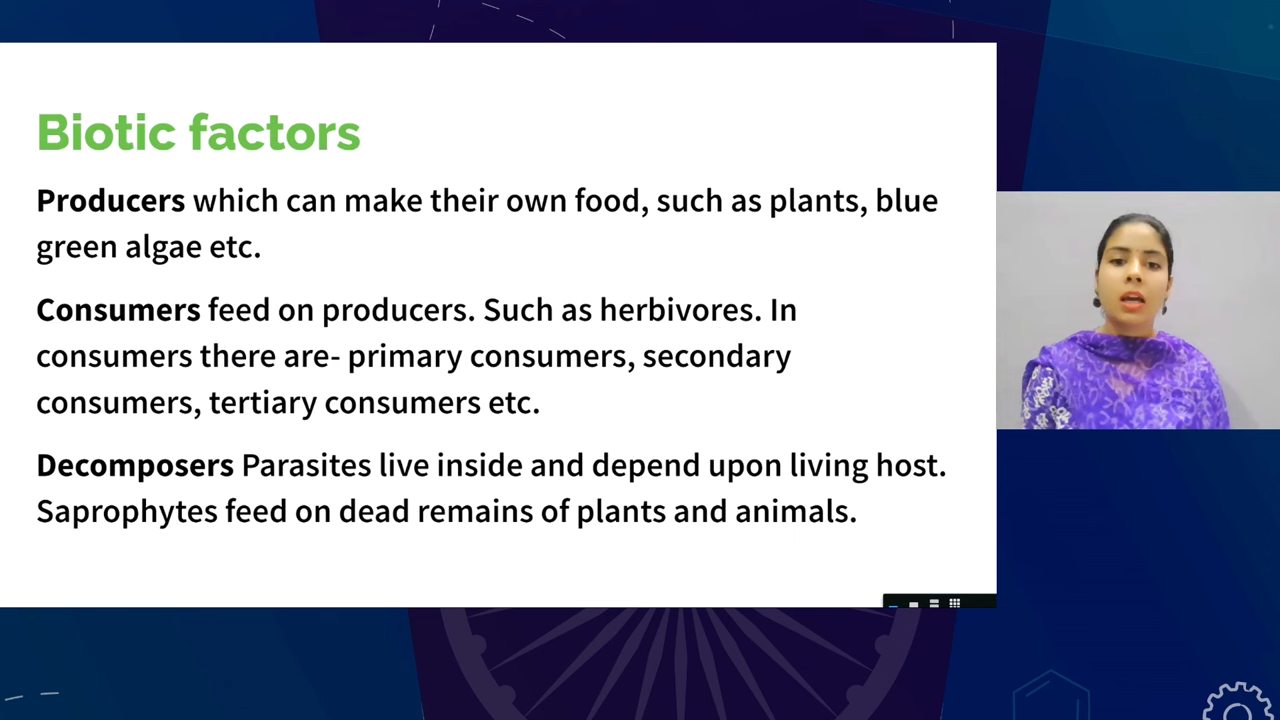 Biotic factors
Producers which can make their own food, such as plants, blue
green algae etc.
Consumers feed on producers. Such as herbivores. In
consumers there are- primary consumers, secondary
consumers, tertiary consumers etc.
Decomposers Parasites live inside and depend upon living host.
Saprophytes feed on dead remains of plants and animals.